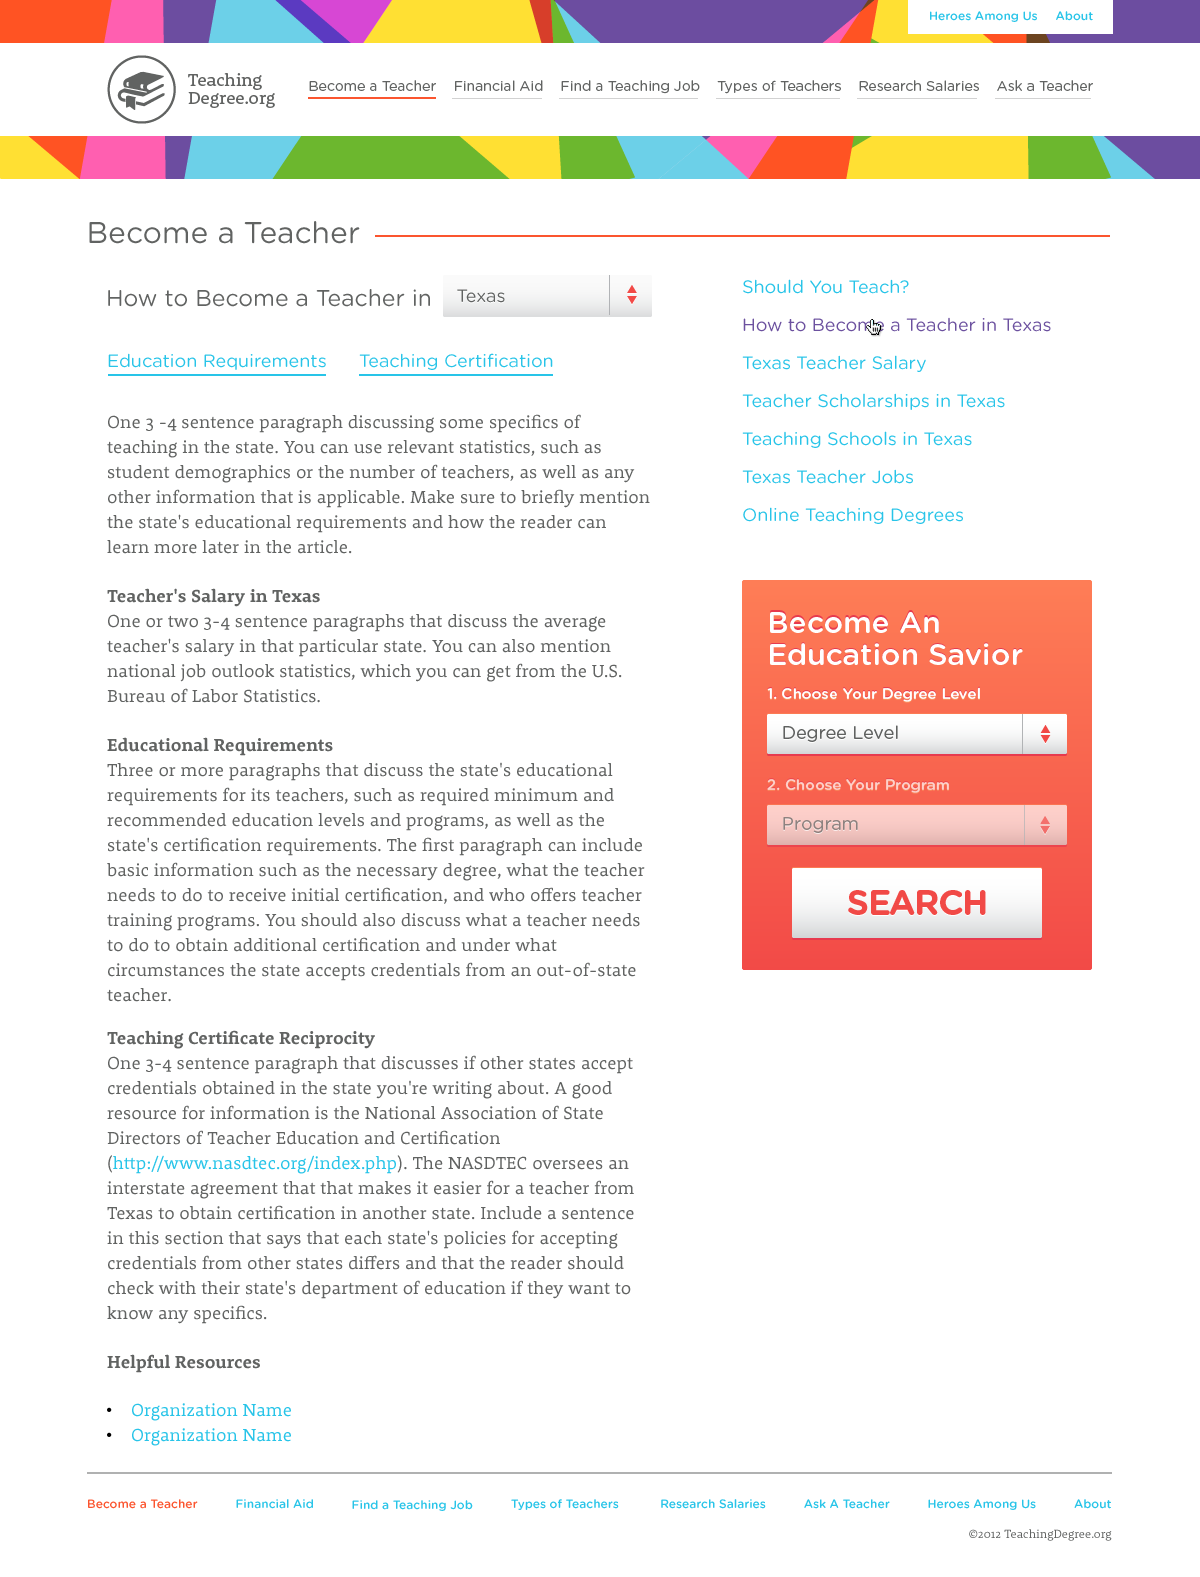 Heroes Among Us About
Teaching
Degree.org
Become a Teacher Financial Aid Find a Teaching Job Types of Teachers Research Salaries Ask a Teacher
Become a Teacher
How to Become a Teacher in Texas
Education Requirements Teaching Certification
One 3 -4 sentence paragraph discussing some specifics of
teaching in the state. You can use relevant statistics, such as
student demographics or the number of teachers, as well as any
other information that is applicable. Make sure to briefly mention
the state's educational requirements and how the reader can
learn more later in the article.
Teacher's Salary in Texas
One or two 3-4 sentence paragraphs that discuss the average
teacher's salary in that particular state. You can also mention
national job outlook statistics, which you can get from the U.S.
Bureau of Labor Statistics.
Educational Requirements
Three or more paragraphs that discuss the state's educational
requirements for its teachers, such as required minimum and
recommended education levels and programs, as well as the
state's certification requirements. The first paragraph can include
basic information such as the necessary degree, what the teacher
needs to do to receive initial certification, and who offers teacher
training programs. You should also discuss what a teacher needs
to do to obtain additional certification and under what
circumstances the state accepts credentials from an out-of-state
teacher.
Teaching Certificate Reciprocity
One 3-4 sentence paragraph that discusses if other states accept
credentials obtained in the state you're writing about. A good
resource for information is the National Association of State
Directors of Teacher Education and Certification
(http://www.nasdtec.org/index.php). The NASDTEC oversees an
interstate agreement that that makes it easier for a teacher from
Texas to obtain certification in another state. Include a sentence
in this section that says that each state's policies for accepting
credentials from other states differs and that the reader should
check with their state's department of education if they want to
know any specifics.
Helpful Resources
• Organization Name
• Organization Name
Should You Teach?
How to Become a Teacher in Texas
Texas Teacher Salary
Teacher Scholarships in Texas
Teaching Schools in Texas
Texas Teacher Jobs
Online Teaching Degrees
Become An
Education Savior
1. Choose Your Degree Level
Degree Level
2. Choose Your Program
Program
SEARCH
Become a Teacher Financial Aid Find a Teaching Job Types of Teachers Research Salaries Ask A Teacher Heroes Among Us About
©2012 TeachingDegree.org